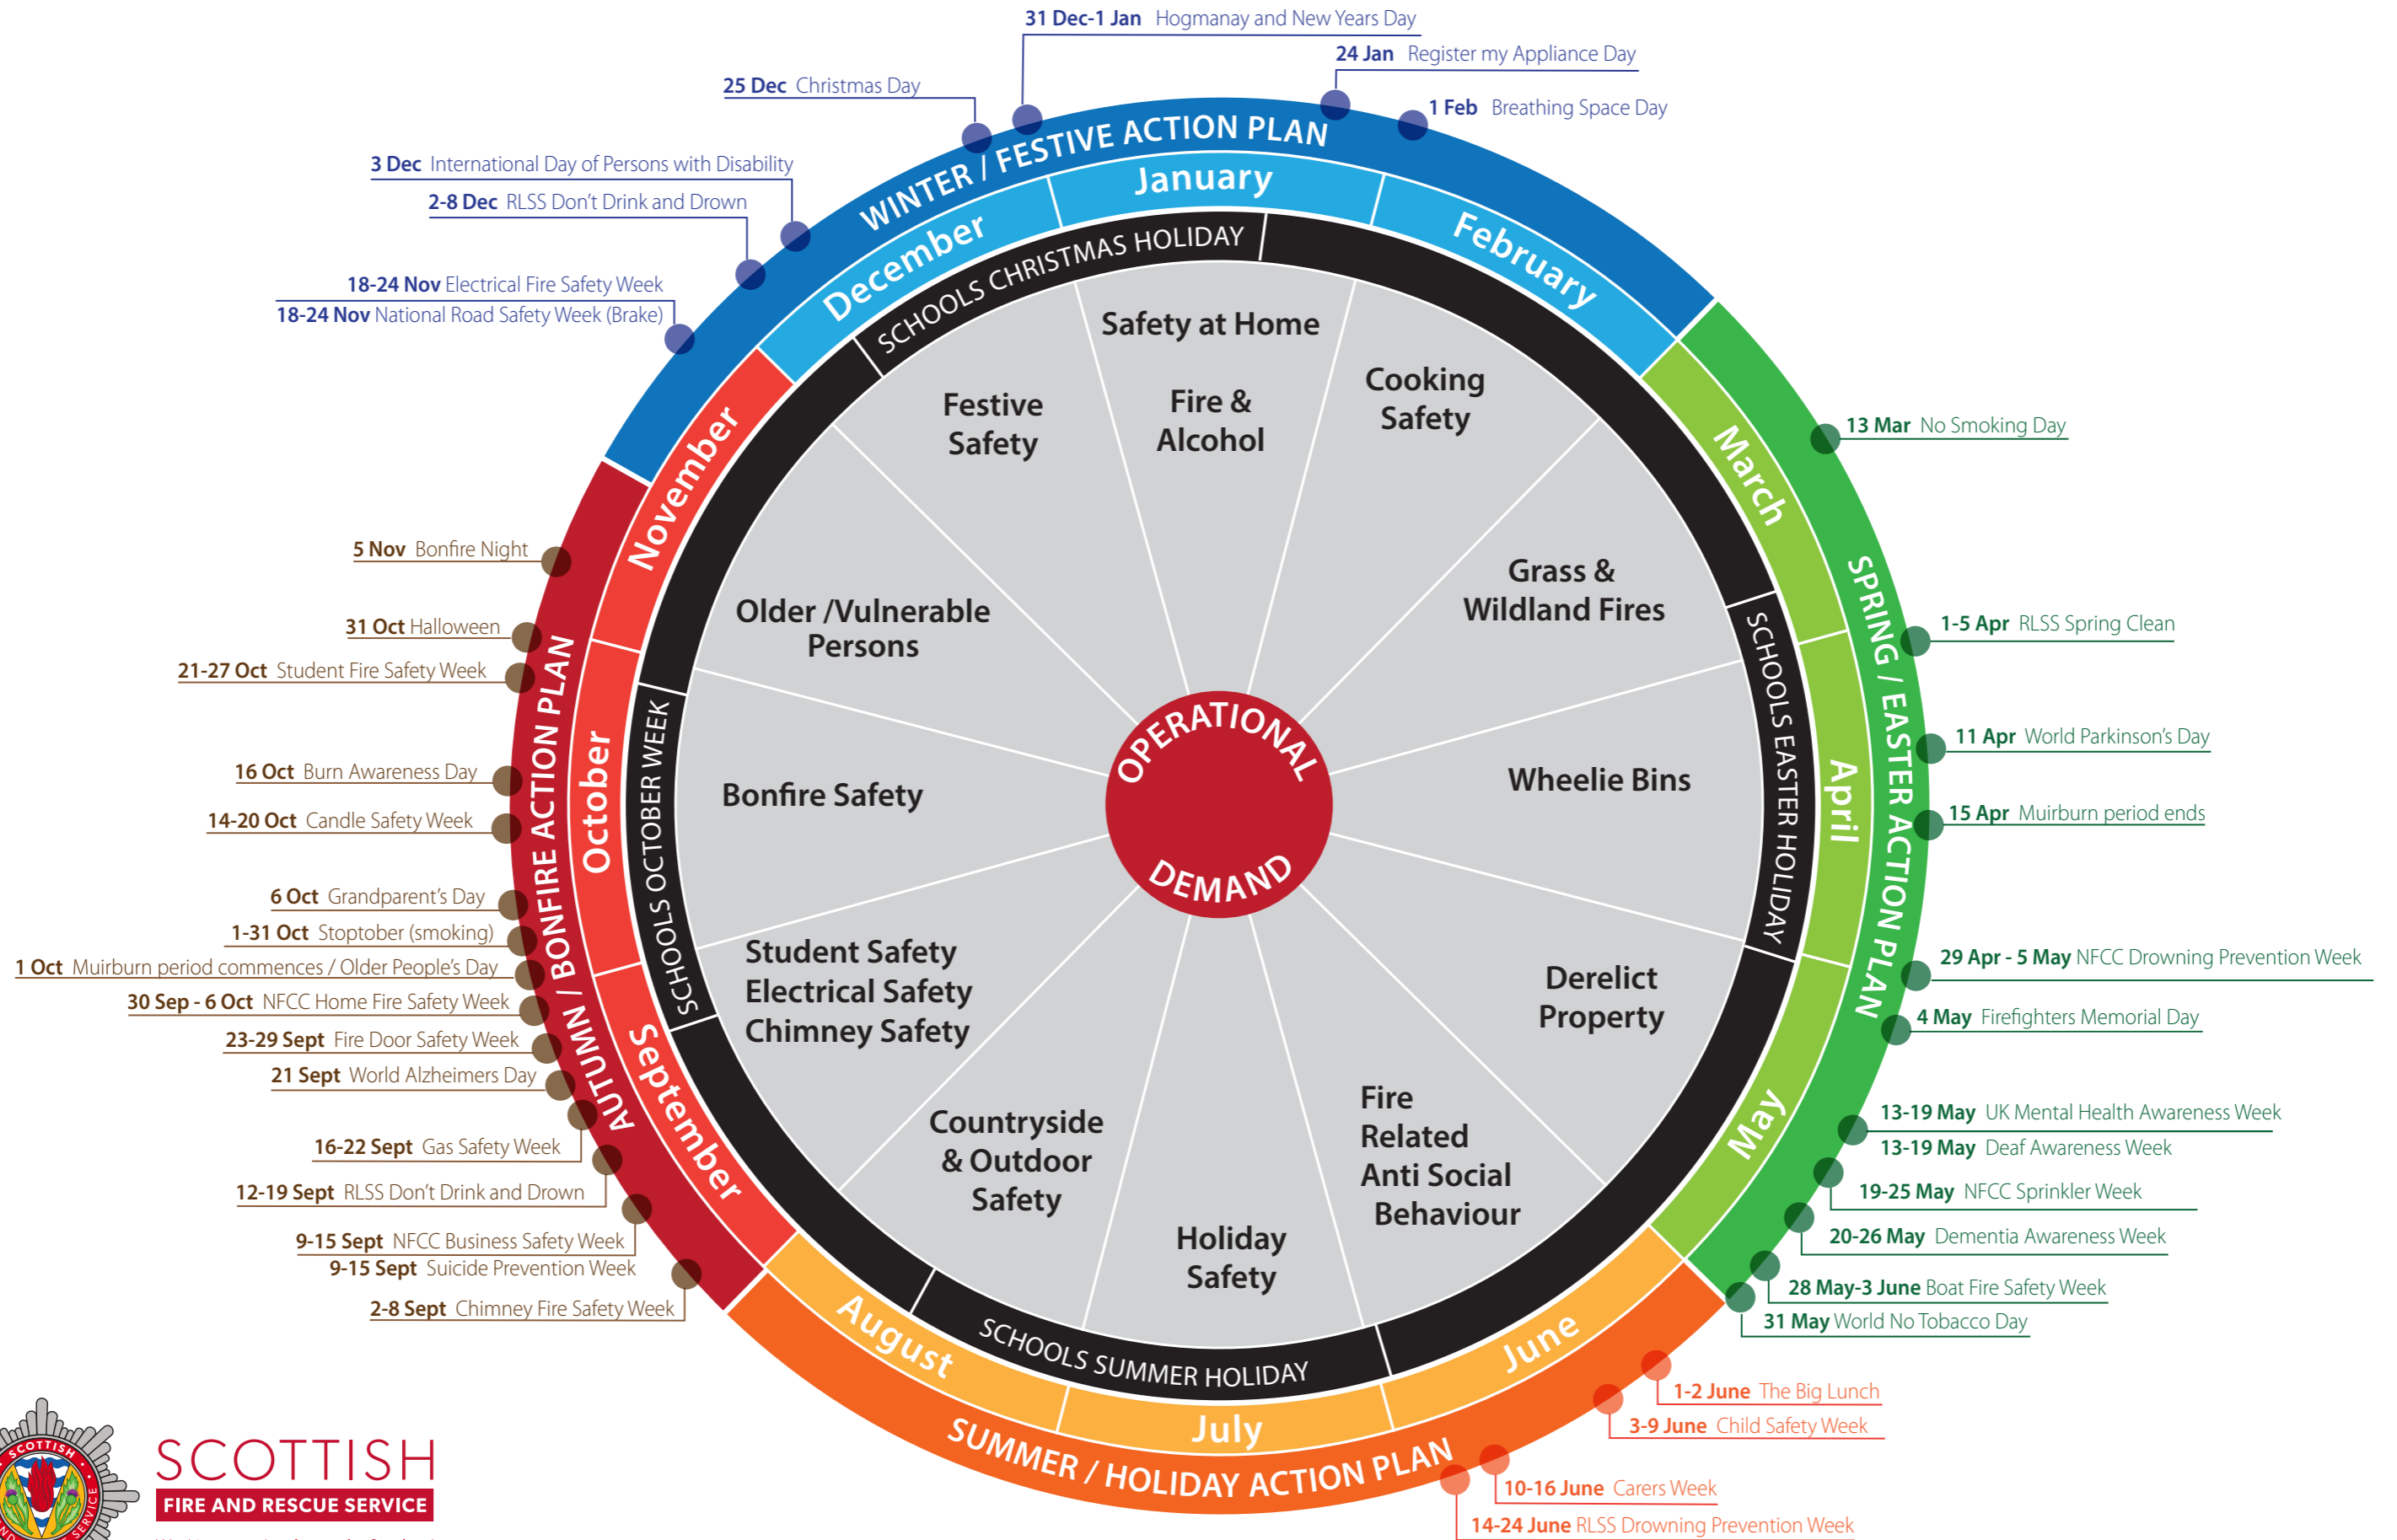 31 Dec-1 Jan Hogmanay and New Years Day
24 Jan Register my Appliance Day
25 Dec Christmas Day
1 Feb Breathing Space Day
3 Dec International Day of Persons with Disability
2-8 Dec RLSS Don't Drink and Drown
18-24 Nov Electrical Fire Safety Week
18-24 Nov National Road Safety Week (Brake)
5 Nov Bonfire Night
31 Oct Halloween
21-27 Oct Student Fire Safety Week
16 Oct Burn Awareness Day
14-20 Oct Candle Safety Week
6 Oct Grandparent's Day
1-31 Oct Stoptober (smoking)
1 Oct Muirburn period commences / Older People's Day
30 Sep - 6 Oct NFCC Home Fire Safety Week
23-29 Sept Fire Door Safety Week
21 Sept World Alzheimers Day
16-22 Sept Gas Safety Week
12-19 Sept RLSS Don't Drink and Drown
9-15 Sept NFCC Business Safety Week
9-15 Sept Suicide Prevention Week
2-8 Sept Chimney Fire Safety Week
WINTER / FESTIVE ACTION PLAN
SPRING / EASTER ACTION PLAN
SUMMER / HOLIDAY ACTION PLAN
AUTUMN / BONFIRE ACTION PLAN
January
February
March
April
May
June
July
August
September
October
November
December
SCHOOLS CHRISTMAS HOLIDAY
SCHOOLS EASTER HOLIDAY
SCHOOLS SUMMER HOLIDAY
SCHOOLS OCTOBER WEEK
Safety at Home
Fire &
Alcohol
Cooking
Safety
Grass &
Wildland Fires
Wheelie Bins
Derelict
Property
Fire
Related
Anti Social
Behaviour
Holiday
Safety
Countryside
& Outdoor
Safety
Student Safety
Electrical Safety
Chimney Safety
Bonfire Safety
Older /Vulnerable
Persons
Festive
Safety
OPERATIONAL
DEMAND
13 Mar No Smoking Day
1-5 Apr RLSS Spring Clean
11 Apr World Parkinson's Day
15 Apr Muirburn period ends
29 Apr - 5 May NFCC Drowning Prevention Week
4 May Firefighters Memorial Day
13-19 May UK Mental Health Awareness Week
13-19 May Deaf Awareness Week
19-25 May NFCC Sprinkler Week
20-26 May Dementia Awareness Week
28 May-3 June Boat Fire Safety Week
31 May World No Tobacco Day
1-2 June The Big Lunch
3-9 June Child Safety Week
10-16 June Carers Week
14-24 June RLSS Drowning Prevention Week
SCOTTISH
SERVICE
SCOTTISH
FIRE AND RESCUE SERVICE